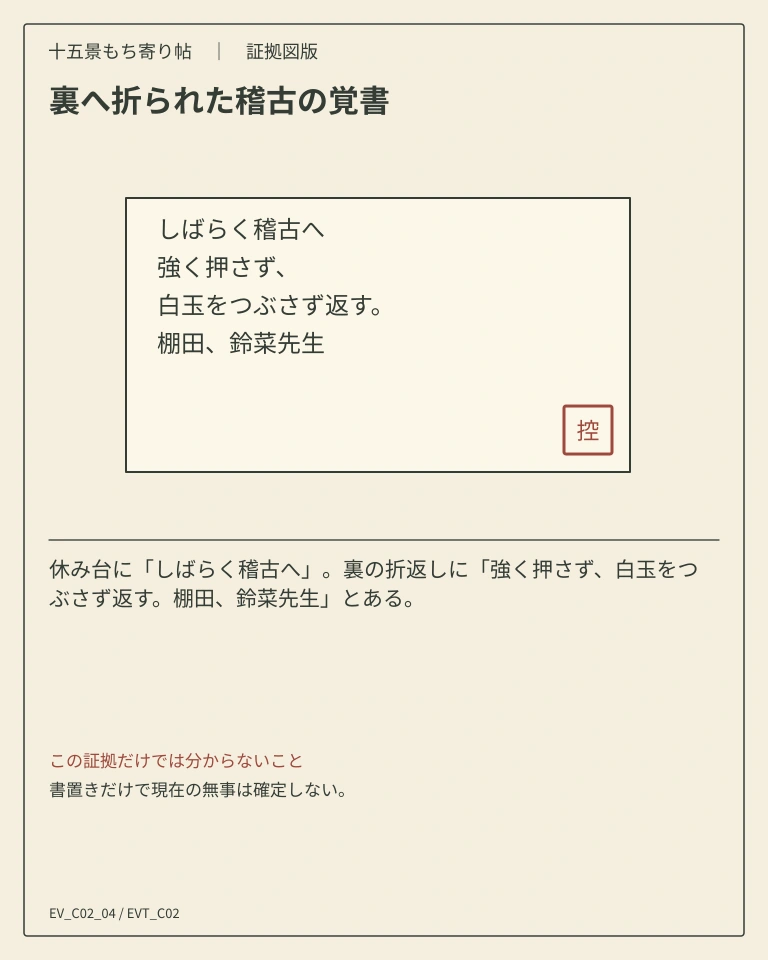 十五景もち寄り帖 ｜ 証拠図版
裏へ折られた稽古の覚書
しばらく稽古へ
強く押さず、
白玉をつぶさず返す。
棚田、鈴菜先生
控
休み台に「しばらく稽古へ」。裏の折返しに「強く押さず、白玉をつ
ぶさず返す。棚田、鈴菜先生」とある。
この証拠だけでは分からないこと
書置きだけで現在の無事は確定しない。
EV_C02_04 / EVT_C02